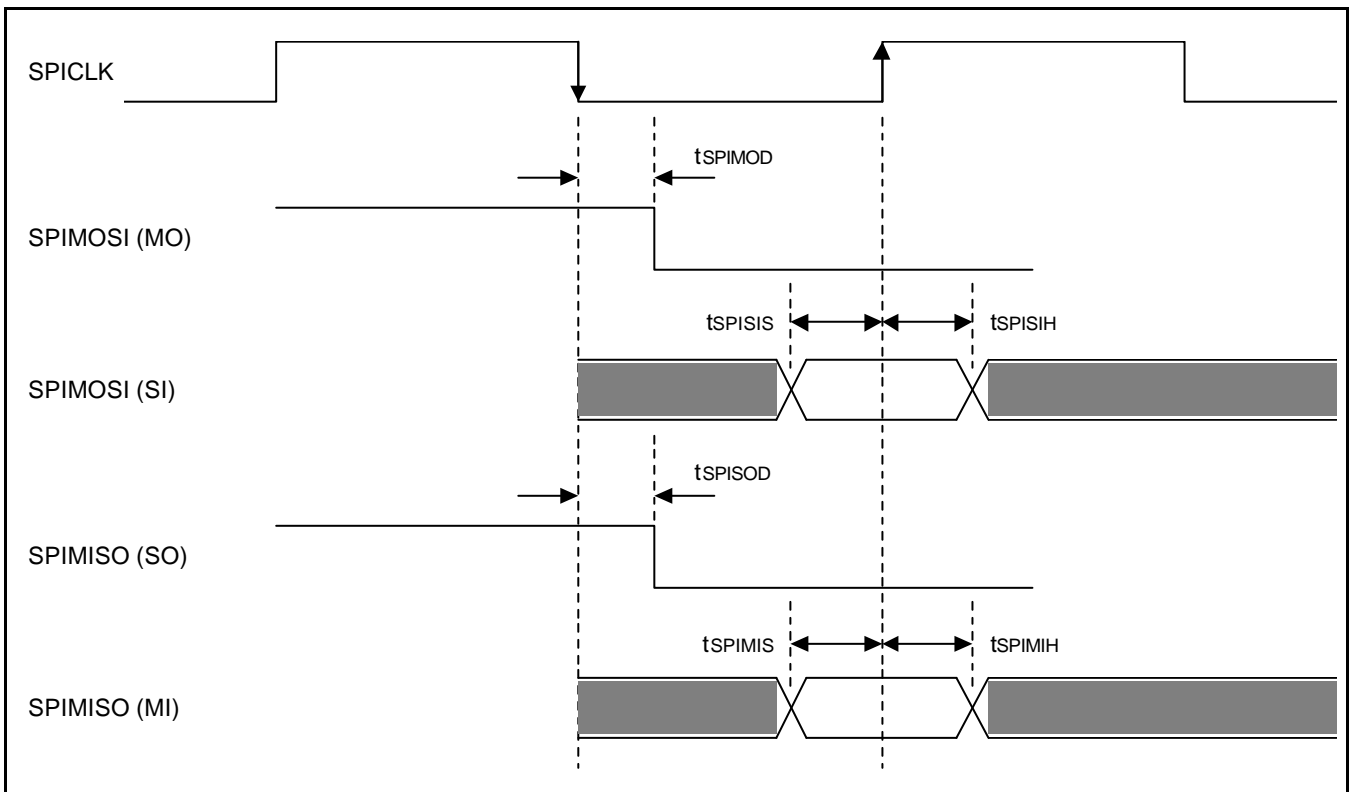 SPICLK
tSPIMOD
SPIMOSI (MO)
tSPISIS
tSPISIH
SPIMOSI (SI)
tSPISOD
SPIMISO (SO)
tSPIMIS
tSPIMIH
SPIMISO (MI)